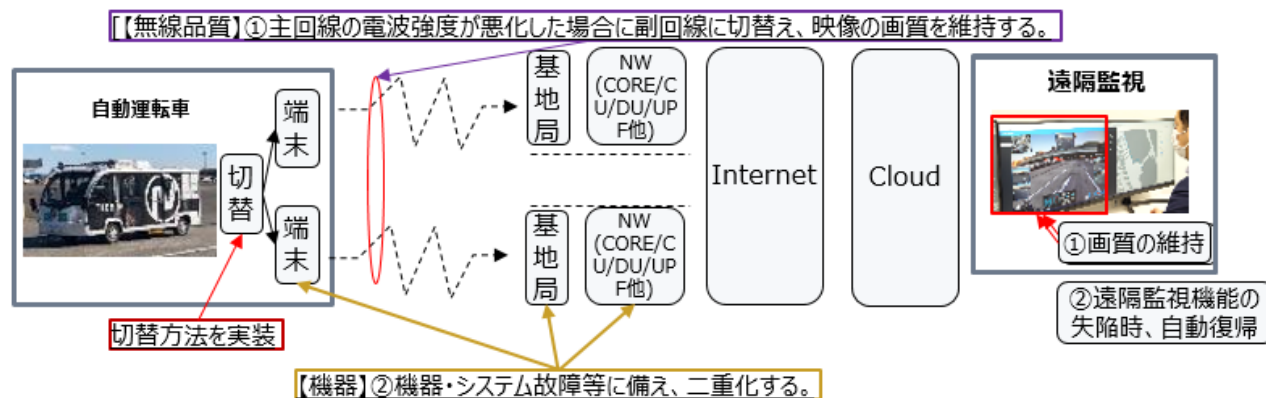 [【無線品質】①主回線の電波強度が悪化した場合に副回線に切替え、映像の画質を維持する。
自動運転車
切替
端末
端末
基地局
NW
(CORE/C
U/DU/UP
F他)
基地局
NW
(CORE/C
U/DU/UP
F他)
Internet
Cloud
遠隔監視
①画質の維持
②遠隔監視機能の
失陥時、自動復帰
切替方法を実装
【機器】②機器・システム故障等に備え、二重化する。